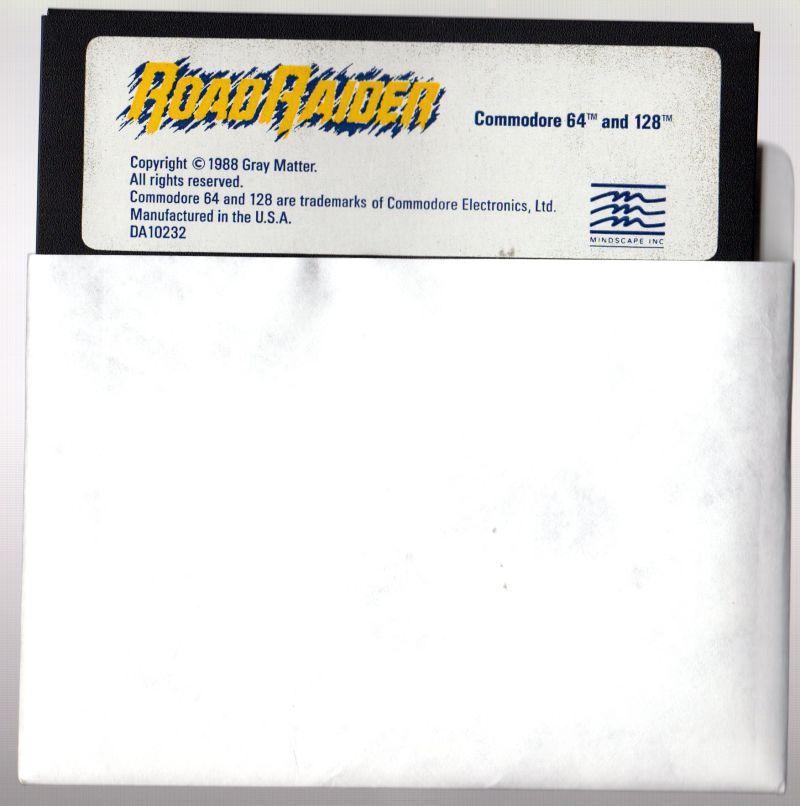 ROAD RAIDER
Commodore 64™ and 128™
Copyright © 1988 Gray Matter.
All rights reserved.
Commodore 64 and 128 are trademarks of Commodore Electronics, Ltd.
Manufactured in the U.S.A.
DA10232
MINDSCAPE INC